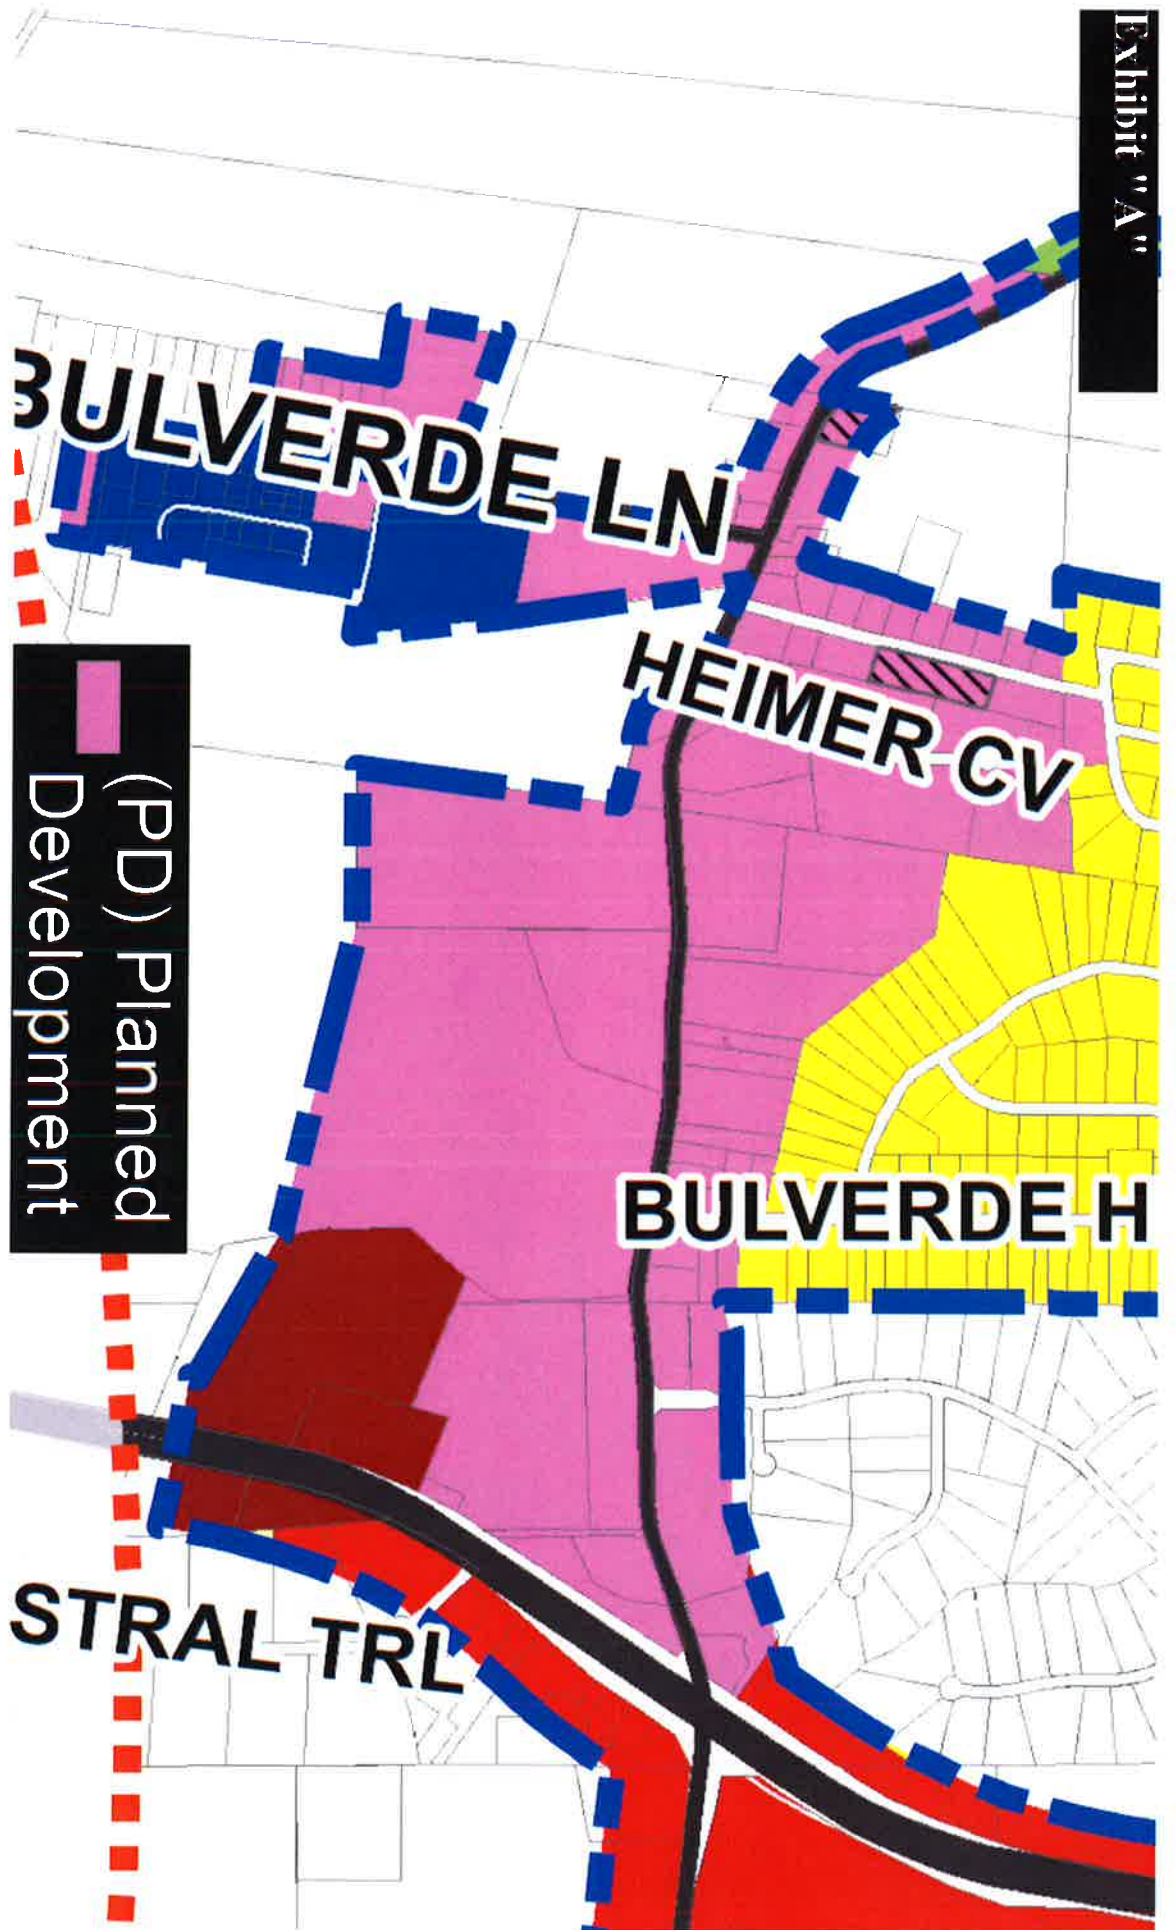 Exhibit "A"
BULVERDE LN
HEIMER CV
BULVERDE H
(PD) Planned
Development
STRAL TRL